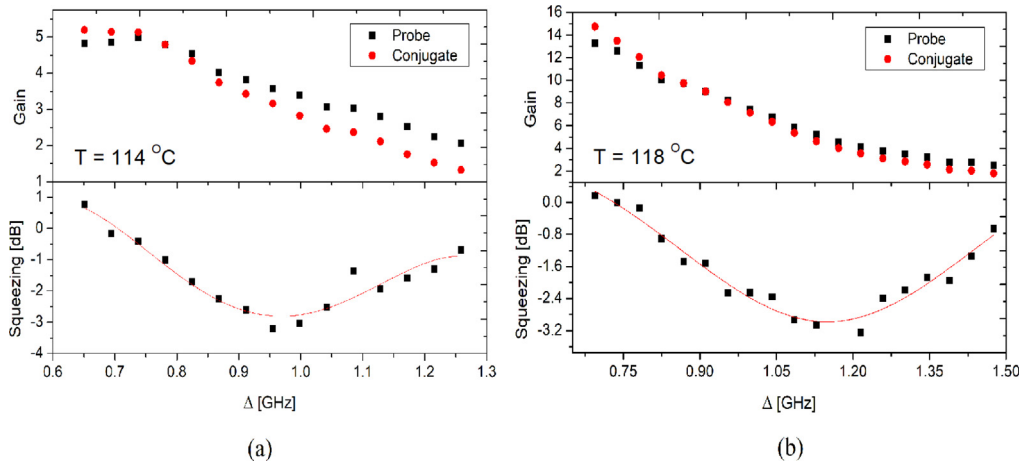 Probe
Conjugate
Gain
5
4
3
2
1
T = 114 °C
Squeezing [dB]
1
0
-1
-2
-3
-4
0.6 0.7 0.8 0.9 1.0 1.1 1.2 1.3
Δ [GHz]
(a)
Probe
Conjugate
Gain
16
14
12
10
8
6
4
2
T = 118 °C
Squeezing [dB]
0.0
-0.8
-1.6
-2.4
-3.2
0.75 0.90 1.05 1.20 1.35 1.50
Δ [GHz]
(b)